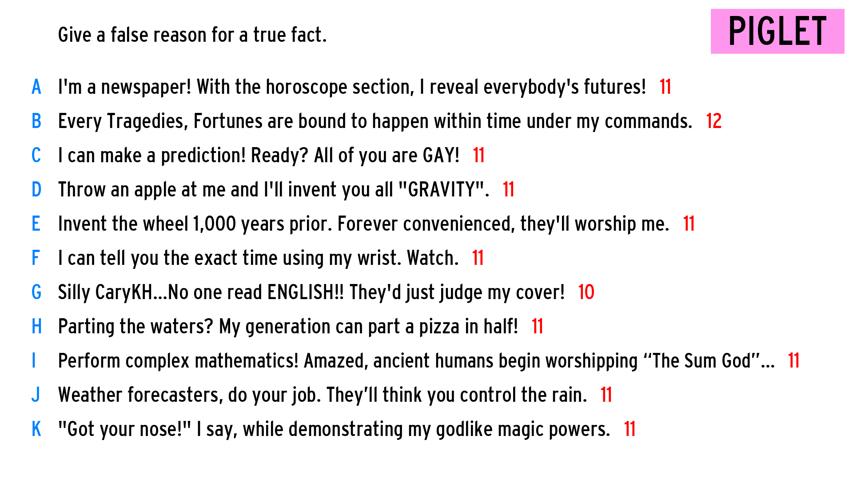 Give a false reason for a true fact.
PIGLET
A I'm a newspaper! With the horoscope section, I reveal everybody's futures! 11
B Every Tragedies, Fortunes are bound to happen within time under my commands. 12
C I can make a prediction! Ready? All of you are GAY! 11
D Throw an apple at me and I'll invent you all "GRAVITY". 11
E Invent the wheel 1,000 years prior. Forever convenienced, they'll worship me. 11
F I can tell you the exact time using my wrist. Watch. 11
G Silly CaryKH...No one read ENGLISH!! They'd just judge my cover! 10
H Parting the waters? My generation can part a pizza in half! 11
I Perform complex mathematics! Amazed, ancient humans begin worshipping “The Sum God”... 11
J Weather forecasters, do your job. They’ll think you control the rain. 11
K "Got your nose!" I say, while demonstrating my godlike magic powers. 11